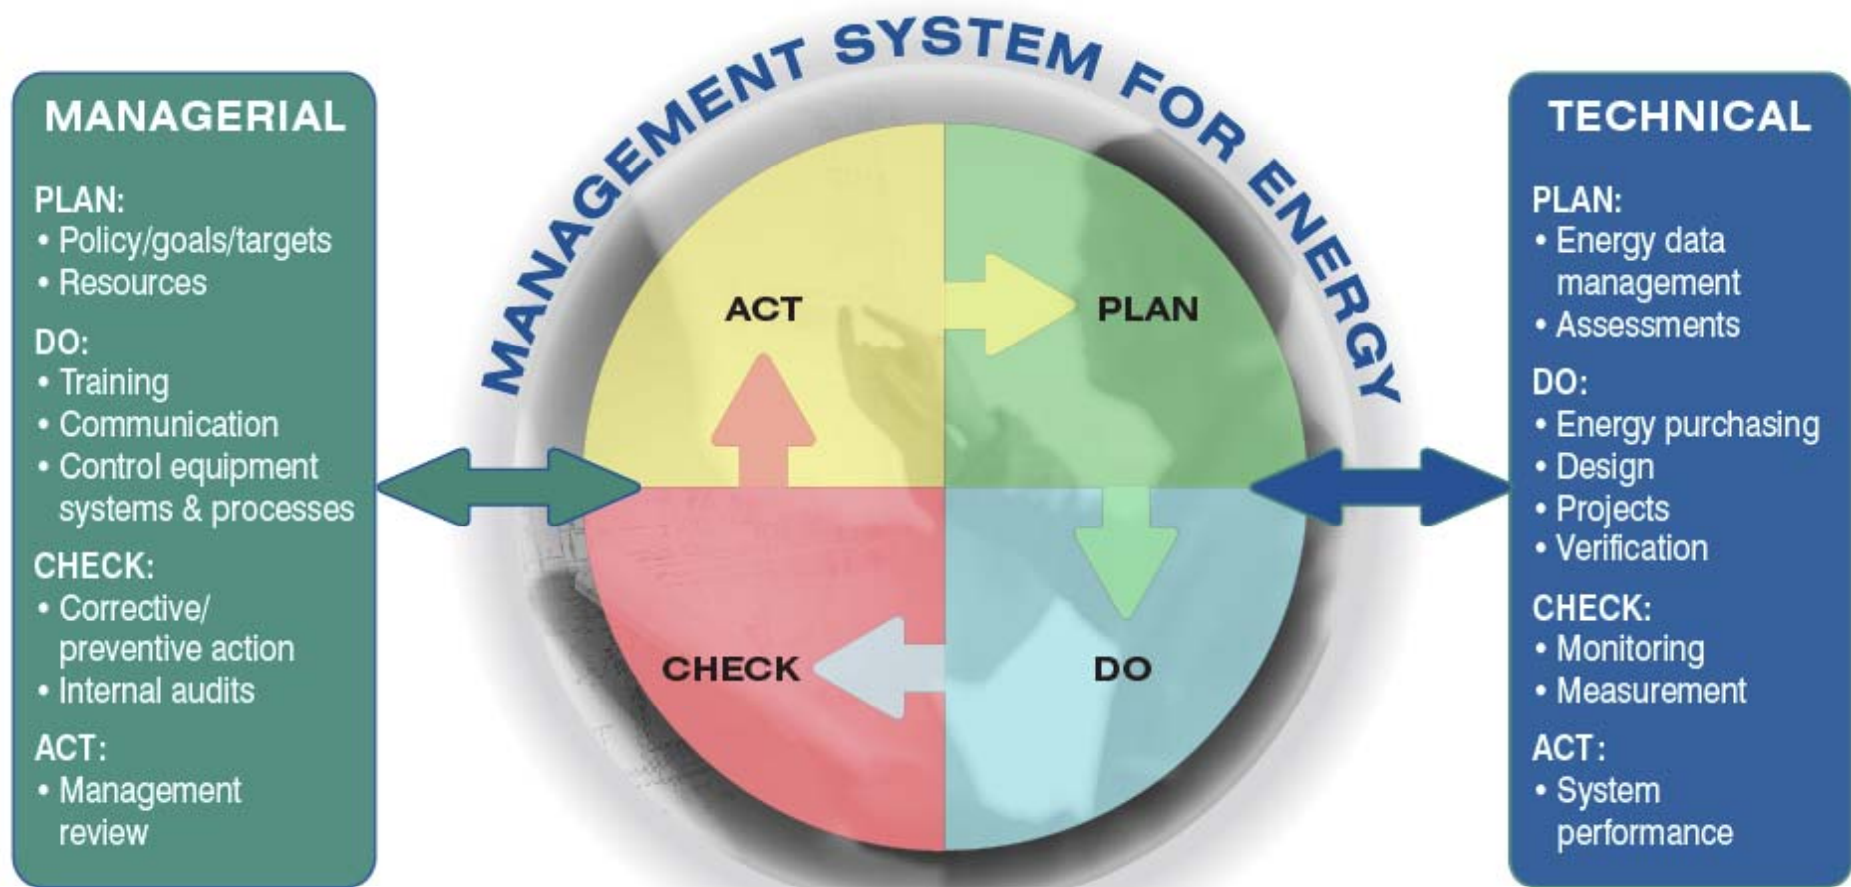 MANAGEMENT SYSTEM FOR ENERGY
MANAGERIAL
PLAN:
• Policy/goals/targets
• Resources
DO:
• Training
• Communication
• Control equipment
systems & processes
CHECK:
• Corrective/
preventive action
• Internal audits
ACT:
• Management
review
ACT
PLAN
CHECK
DO
TECHNICAL
PLAN:
• Energy data
management
• Assessments
DO:
• Energy purchasing
• Design
• Projects
• Verification
CHECK:
• Monitoring
• Measurement
ACT:
• System
performance